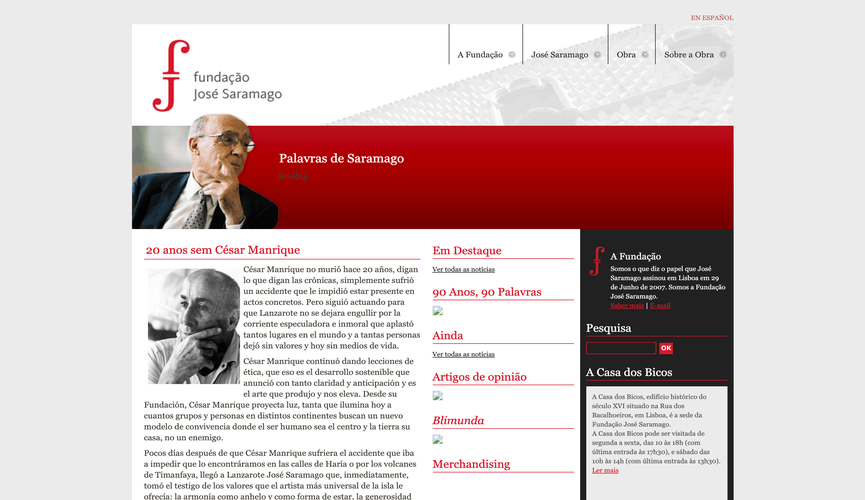 EN ESPAÑOL
A Fundação
José Saramago
Obra
Sobre a Obra
fundação
José Saramago
Palavras de Saramago
loading...
20 anos sem César Manrique
César Manrique no murió hace 20 años, digan
lo que digan las crónicas, simplemente sufrió
un accidente que le impidió estar presente en
actos concretos. Pero siguió actuando para
que Lanzarote no se dejara engullir por la
corriente especuladora e inmoral que aplastó
tantos lugares en el mundo y a tantas personas
dejó sin valores y hoy sin medios de vida.
César Manrique continuó dando lecciones de
ética, que eso es el desarrollo sostenible que
anunció con tanto claridad y anticipación y es
el arte que produjo y nos eleva. Desde su
Fundación, César Manrique proyecta luz, tanta que ilumina hoy a
cuantos grupos y personas en distintos continentes buscan un nuevo
modelo de convivencia donde el ser humano sea el centro y la tierra su
casa, no un enemigo.
Pocos días después de que César Manrique sufriera el accidente que iba
a impedir que lo encontráramos en las calles de Haría o por los volcanes
de Timanfaya, llegó a Lanzarote José Saramago que, inmediatamente,
tomó el testigo de los valores que el artista más universal de la isla le
ofrecía: la armonía como anhelo y como forma de estar, la generosidad
Em Destaque
Ver todas as notícias
90 Anos, 90 Palavras
Ainda
Ver todas as notícias
Artigos de opinião
Blimunda
Merchandising
A Fundação
Somos o que diz o papel que José
Saramago assinou em Lisboa em 29
de Junho de 2007. Somos a Fundação
José Saramago.
Saber mais | E-mail
Pesquisa
OK
A Casa dos Bicos
A Casa dos Bicos, edifício histórico do
século XVI situado na Rua dos
Bacalhoeiros, em Lisboa, é a sede da
Fundação José Saramago.
A Casa dos Bicos pode ser visitada de
segunda a sexta, das 10 às 18h (com
última entrada às 17h30), e sábado das
10h às 14h (com última entrada às 13h30).
Ler mais